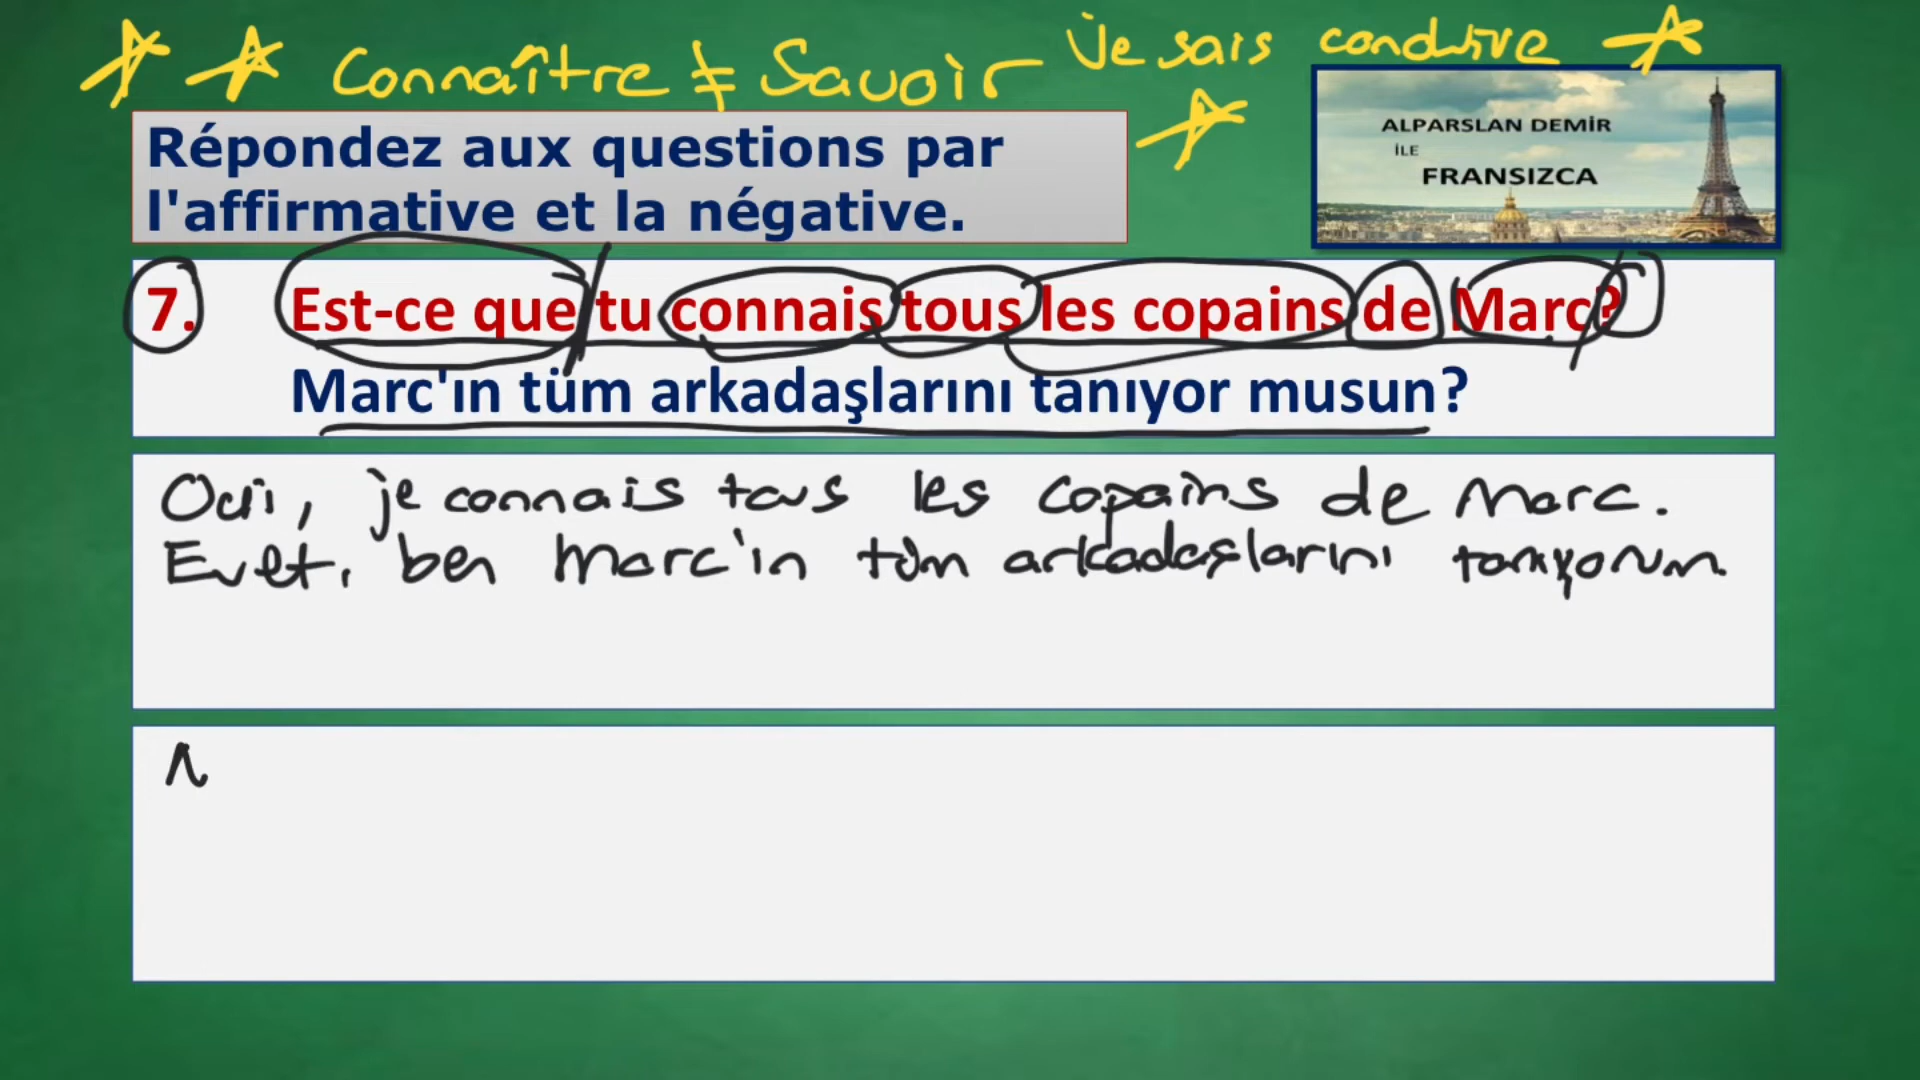 Connaître ≠ Savoir Je sais conduire
Répondez aux questions par
l'affirmative et la négative.
ALPARSLAN DEMİR
İLE
FRANSIZCA
7. Est-ce que tu connais tous les copains de Marc?
Marc'ın tüm arkadaşlarını tanıyor musun?
Oui, je connais tous les copains de Marc.
Evet, ben Marc'ın tüm arkadaşlarını tanıyorum.
N